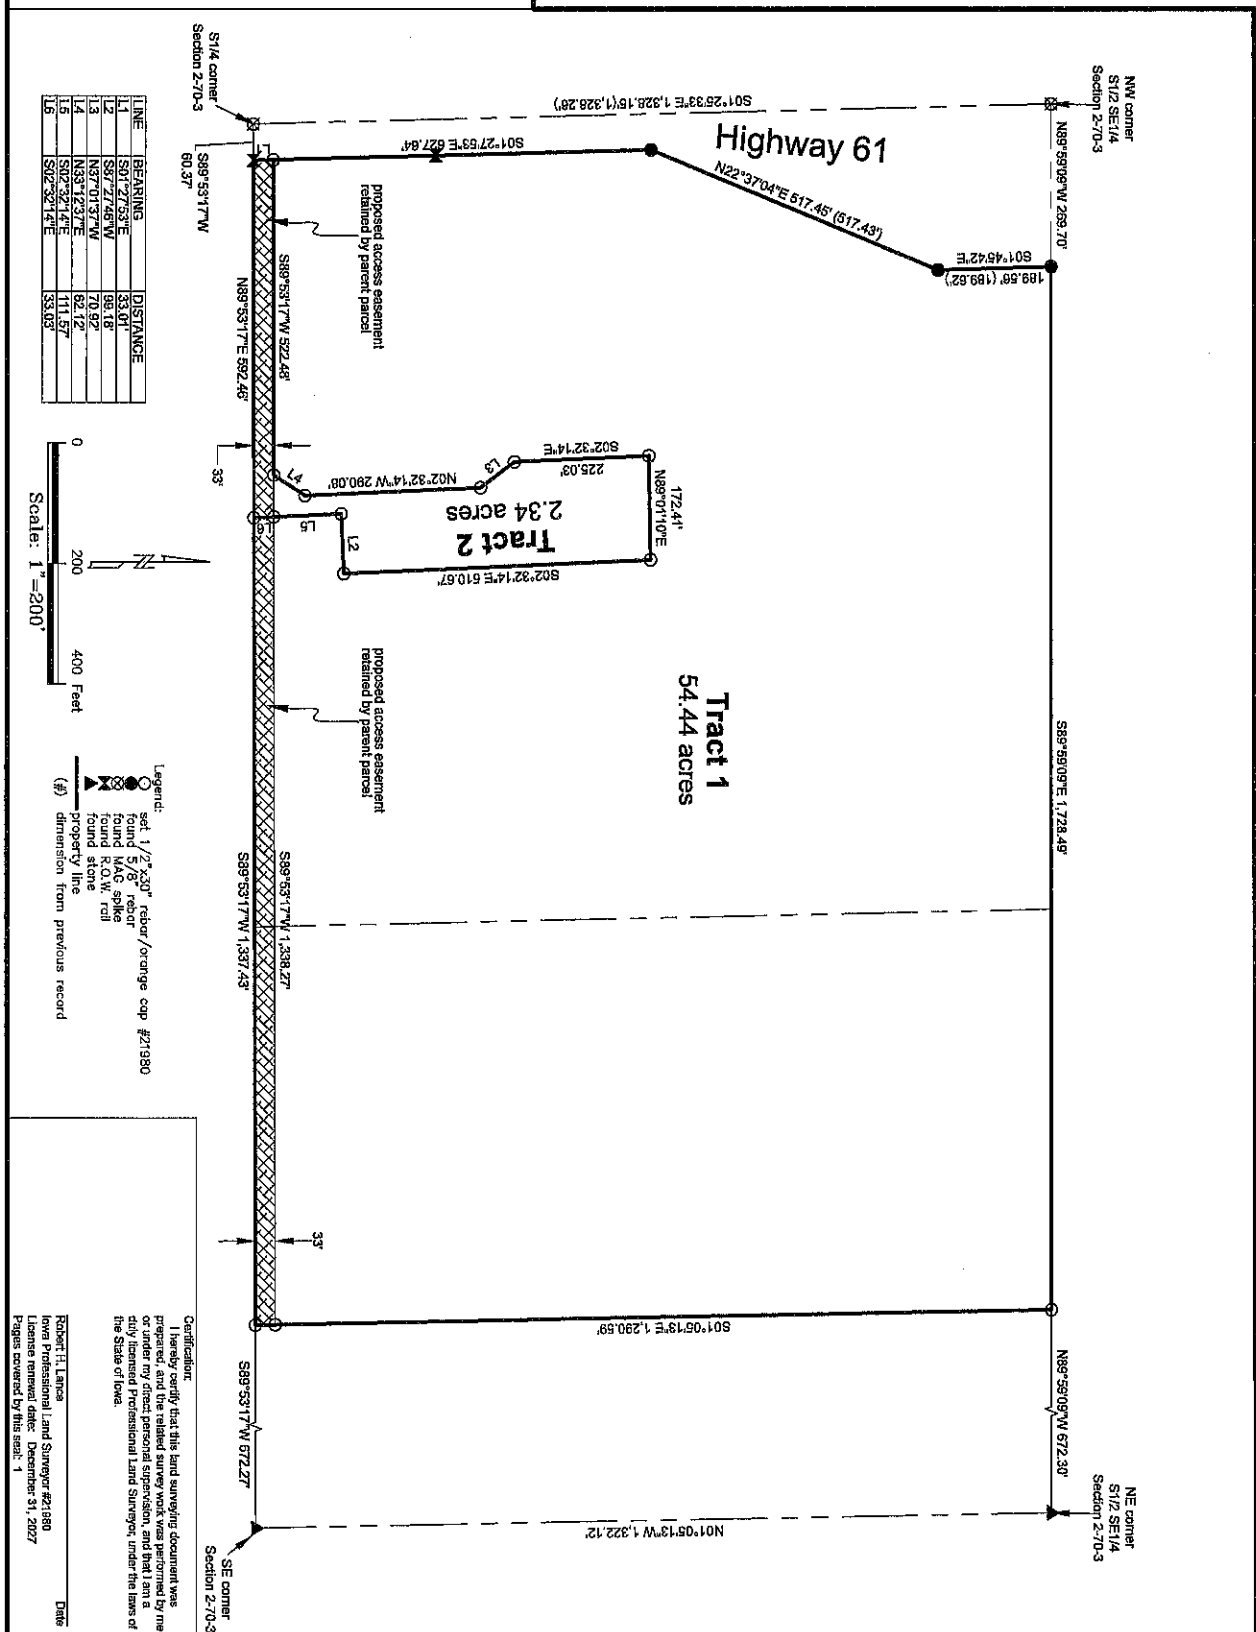 NW corner
S1/2 SE1/4
Section 2-70-3
N89°59'09"W 269.70'
S89°59'09"E 1,728.49'
N89°59'09"W 672.30'
NE corner
S1/2 SE1/4
Section 2-70-3
S01°45'42"E
189.56' (189.62')
Highway 61
N22°37'04"E 517.45' (517.43')
S01°25'33"E 1,328.15'(1,328.28')
S01°27'53"E 627.64'
Tract 1
54.44 acres
172.41'
N89°01'10"E
S02°32'14"E
225.03'
L3
N02°32'14"W 290.08'
L4
Tract 2
2.34 acres
S02°32'14"E 610.67'
L2
L5
L6
S01°05'13"E 1,290.59'
N01°05'13"W 1,322.12'
proposed access easement
retained by parent parcel
proposed access easement
retained by parent parcel
S89°53'17"W 522.48'
N89°53'17"E 592.46'
33'
S89°53'17"W 1,338.27'
S89°53'17"W 1,337.43'
33'
S89°53'17"W 672.27'
S1/4 corner
Section 2-70-3
L1
S89°53'17"W
60.37'
SE corner
Section 2-70-3
LINE BEARING DISTANCE
L1 S01°27'53"E 33.01'
L2 S87°27'46"W 99.18'
L3 N37°01'37"W 70.92'
L4 N33°12'37"E 62.12'
L5 S02°32'14"E 111.57'
L6 S02°32'14"E 33.03'
0 200 400 Feet
Scale: 1"=200'
Legend:
set 1/2"x30" rebar/orange cap #21980
found 5/8" rebar
found MAG spike
found R.O.W. rail
found stone
property line
(#) dimension from previous record
Certification:
I hereby certify that this land surveying document was
prepared, and the related survey work was performed by me
or under my direct personal supervision, and that I am a
duly licensed Professional Land Surveyor, under the laws of
the State of Iowa.
Robert H. Lance Date
Iowa Professional Land Surveyor #21980
License renewal date: December 31, 2027
Pages covered by this seal: 1